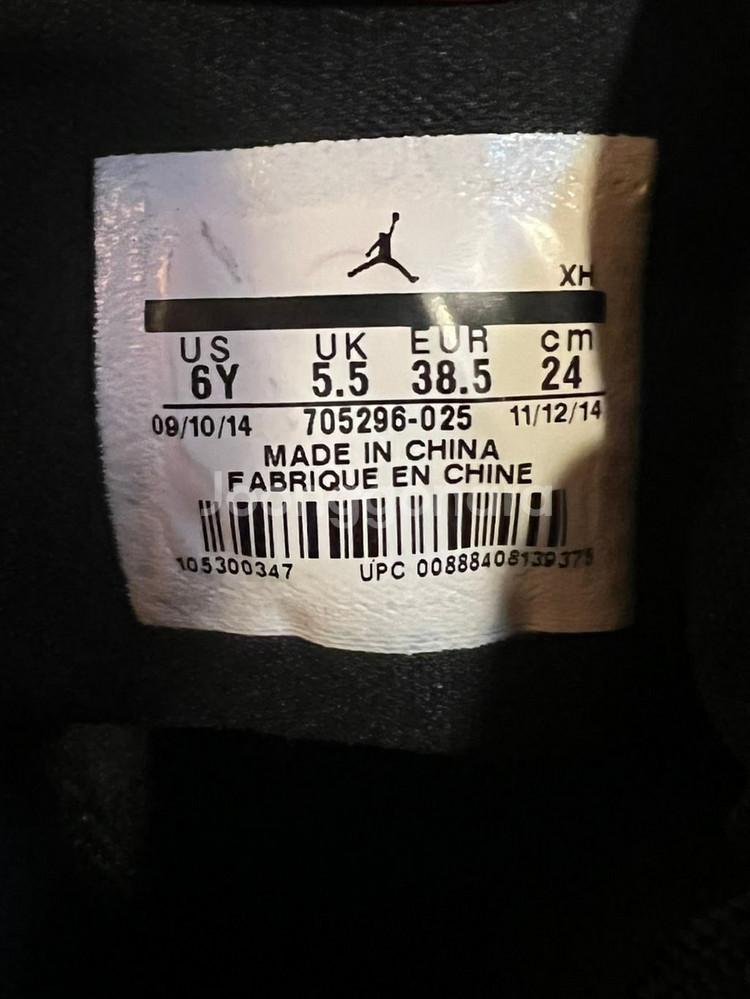 XH
US UK EUR cm
6Y 5.5 38.5 24
09/10/14 705296-025 11/12/14
MADE IN CHINA
FABRIQUE EN CHINE
Joonggonara
105300347 UPC 00888408139375